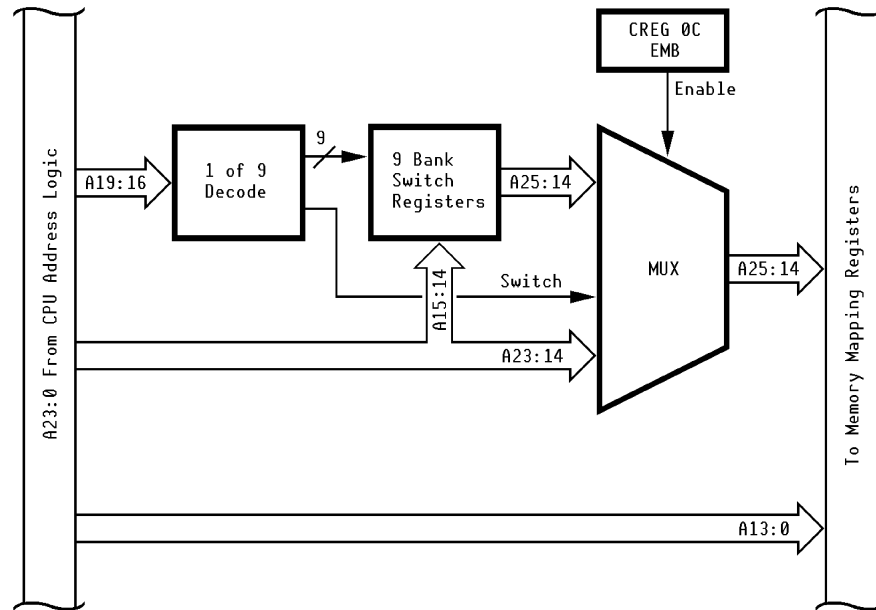 CREG 0C
EMB
Enable
9
1 of 9
Decode
9 Bank
Switch
Registers
A19:16
A25:14
A15:14
Switch
MUX
A25:14
A23:14
A13:0
A23:0 From CPU Address Logic
To Memory Mapping Registers